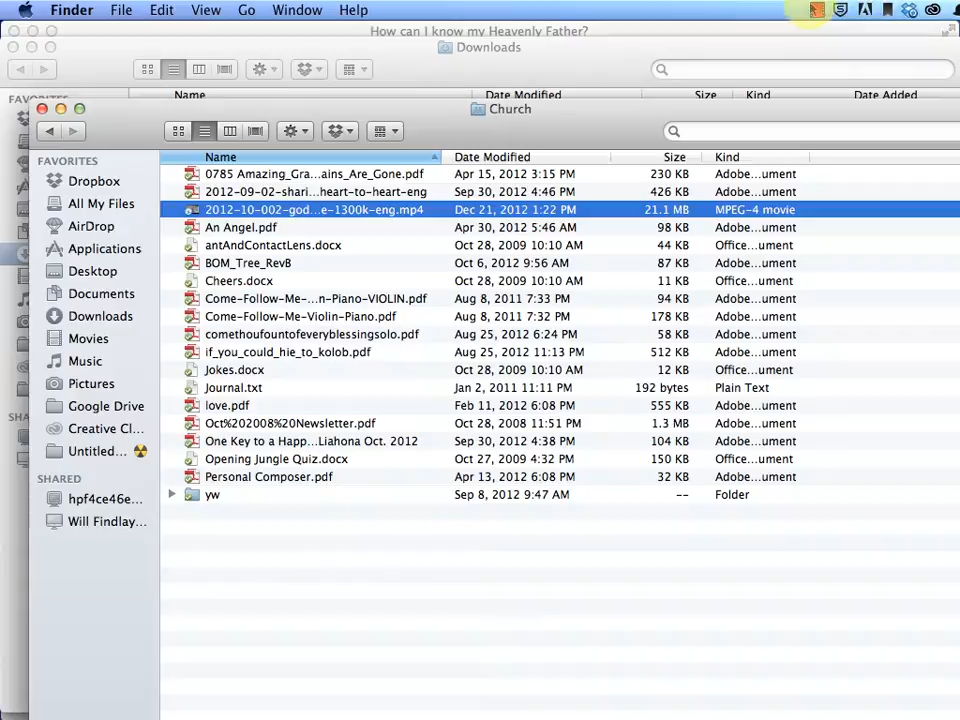 Finder File Edit View Go Window Help
How can I know my Heavenly Father?
Downloads
Name Date Modified Size Kind Date Added
Church
FAVORITES
Dropbox
All My Files
AirDrop
Applications
Desktop
Documents
Downloads
Movies
Music
Pictures
Google Drive
Creative Cl...
Untitled...
SHARED
hpf4ce46e...
Will Findlay...
Name Date Modified Size Kind
0785 Amazing_Gra...ains_Are_Gone.pdf Apr 15, 2012 3:15 PM 230 KB Adobe...ument
2012-09-02-shari...heart-to-heart-eng Sep 30, 2012 4:46 PM 426 KB Adobe...ument
2012-10-002-god...e-1300k-eng.mp4 Dec 21, 2012 1:22 PM 21.1 MB MPEG-4 movie
An Angel.pdf Apr 30, 2012 5:46 AM 98 KB Adobe...ument
antAndContactLens.docx Oct 28, 2009 10:10 AM 44 KB Office...ument
BOM_Tree_RevB Oct 6, 2012 9:56 AM 87 KB Adobe...ument
Cheers.docx Oct 28, 2009 10:10 AM 11 KB Office...ument
Come-Follow-Me-...n-Piano-VIOLIN.pdf Aug 8, 2011 7:33 PM 94 KB Adobe...ument
Come-Follow-Me-Violin-Piano.pdf Aug 8, 2011 7:32 PM 178 KB Adobe...ument
comethoufountofeveryblessingsolo.pdf Aug 25, 2012 6:24 PM 58 KB Adobe...ument
if_you_could_hie_to_kolob.pdf Aug 25, 2012 11:13 PM 512 KB Adobe...ument
Jokes.docx Oct 28, 2009 10:10 AM 12 KB Office...ument
Journal.txt Jan 2, 2011 11:11 PM 192 bytes Plain Text
love.pdf Feb 11, 2012 6:08 PM 555 KB Adobe...ument
Oct%202008%20Newsletter.pdf Oct 28, 2008 11:51 PM 1.3 MB Adobe...ument
One Key to a Happ...Liahona Oct. 2012 Sep 30, 2012 4:38 PM 104 KB Adobe...ument
Opening Jungle Quiz.docx Oct 27, 2009 4:32 PM 150 KB Office...ument
Personal Composer.pdf Apr 13, 2012 6:08 PM 32 KB Adobe...ument
yw Sep 8, 2012 9:47 AM -- Folder